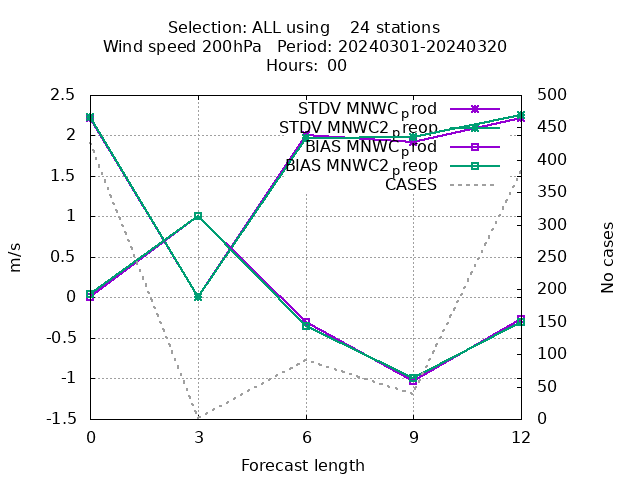 Selection: ALL using    24 stations
Wind speed 200hPa   Period: 20240301-20240320
Hours:  00
2.5
2
1.5
1
0.5
0
-0.5
-1
-1.5
m/s
500
450
400
350
300
250
200
150
100
50
0
No cases
STDV MNWC_prod
STDV MNWC2_preop
BIAS MNWC_prod
BIAS MNWC2_preop
CASES
0 3 6 9 12
Forecast length